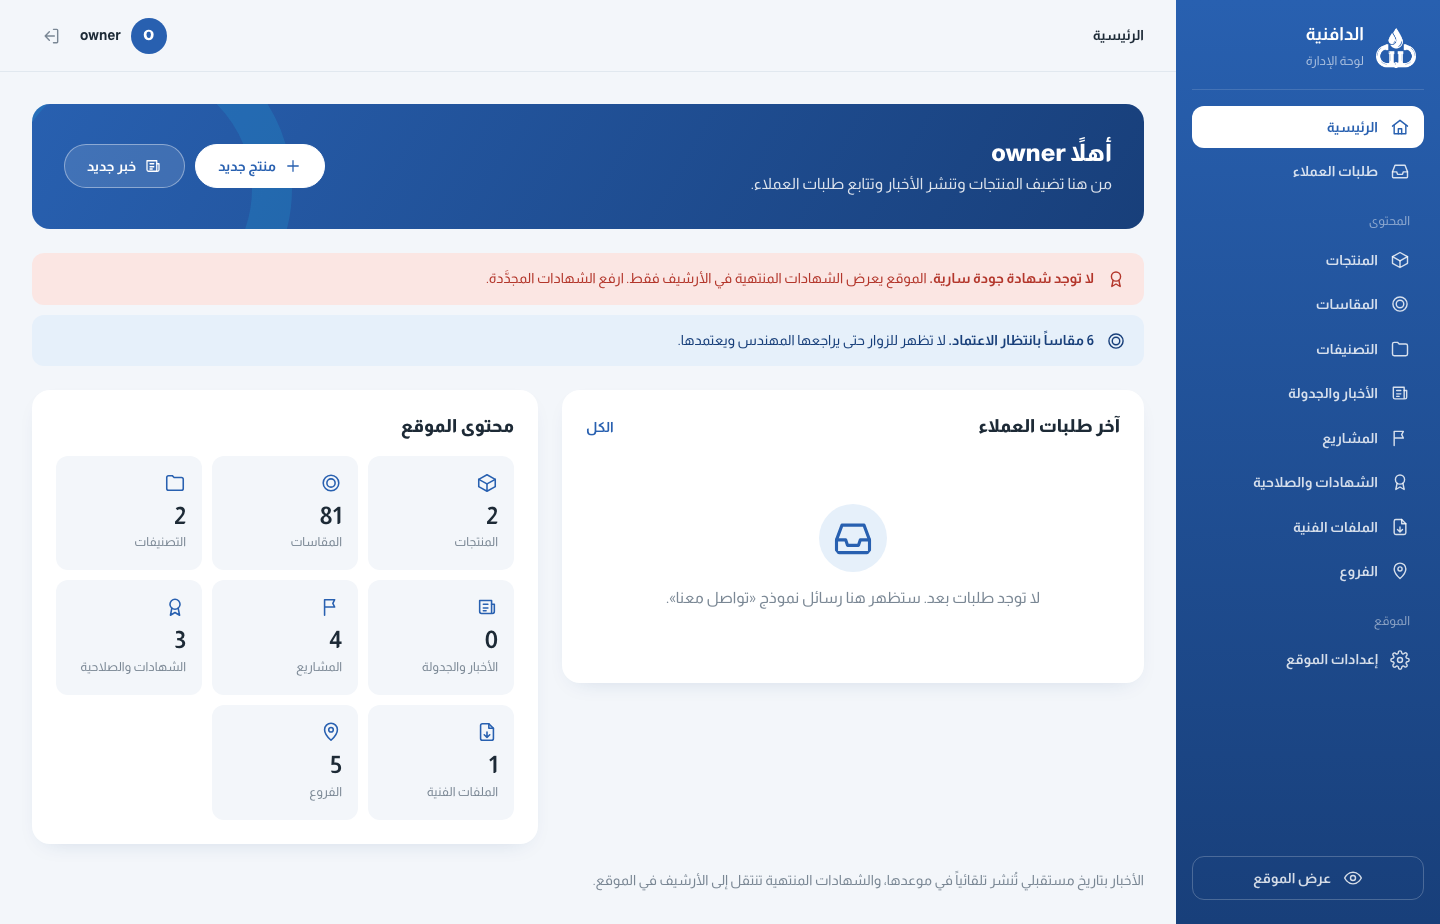 الدافنية
لوحة الإدارة
الرئيسية
طلبات العملاء
المحتوى
المنتجات
المقاسات
التصنيفات
الأخبار والجدولة
المشاريع
الشهادات والصلاحية
الملفات الفنية
الفروع
الموقع
إعدادات الموقع
عرض الموقع
الرئيسية
O owner
أهلاً owner
من هنا تضيف المنتجات وتنشر الأخبار وتتابع طلبات العملاء.
منتج جديد
خبر جديد
لا توجد شهادة جودة سارية. الموقع يعرض الشهادات المنتهية في الأرشيف فقط. ارفع الشهادات المجدَّدة.
6 مقاساً بانتظار الاعتماد. لا تظهر للزوار حتى يراجعها المهندس ويعتمدها.
آخر طلبات العملاء
الكل
لا توجد طلبات بعد. ستظهر هنا رسائل نموذج «تواصل معنا».
محتوى الموقع
2
المنتجات
81
المقاسات
2
التصنيفات
0
الأخبار والجدولة
4
المشاريع
3
الشهادات والصلاحية
1
الملفات الفنية
5
الفروع
الأخبار بتاريخ مستقبلي تُنشر تلقائياً في موعدها، والشهادات المنتهية تنتقل إلى الأرشيف في الموقع.